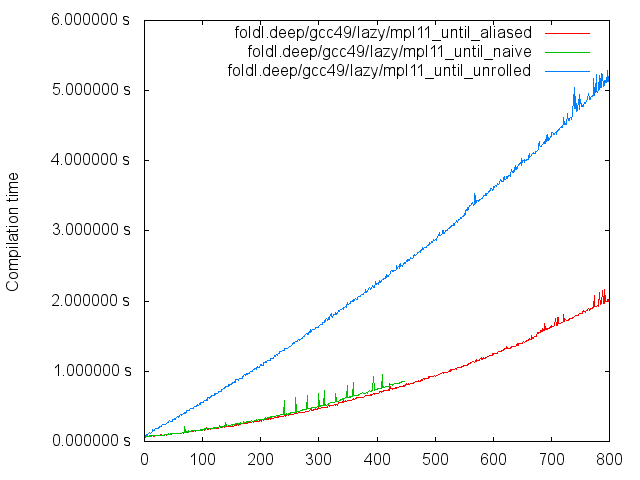 6.000000 s
5.000000 s
4.000000 s
3.000000 s
2.000000 s
1.000000 s
0.000000 s
Compilation time
foldl.deep/gcc49/lazy/mpl11_until_aliased
foldl.deep/gcc49/lazy/mpl11_until_naive
foldl.deep/gcc49/lazy/mpl11_until_unrolled
0 100 200 300 400 500 600 700 800